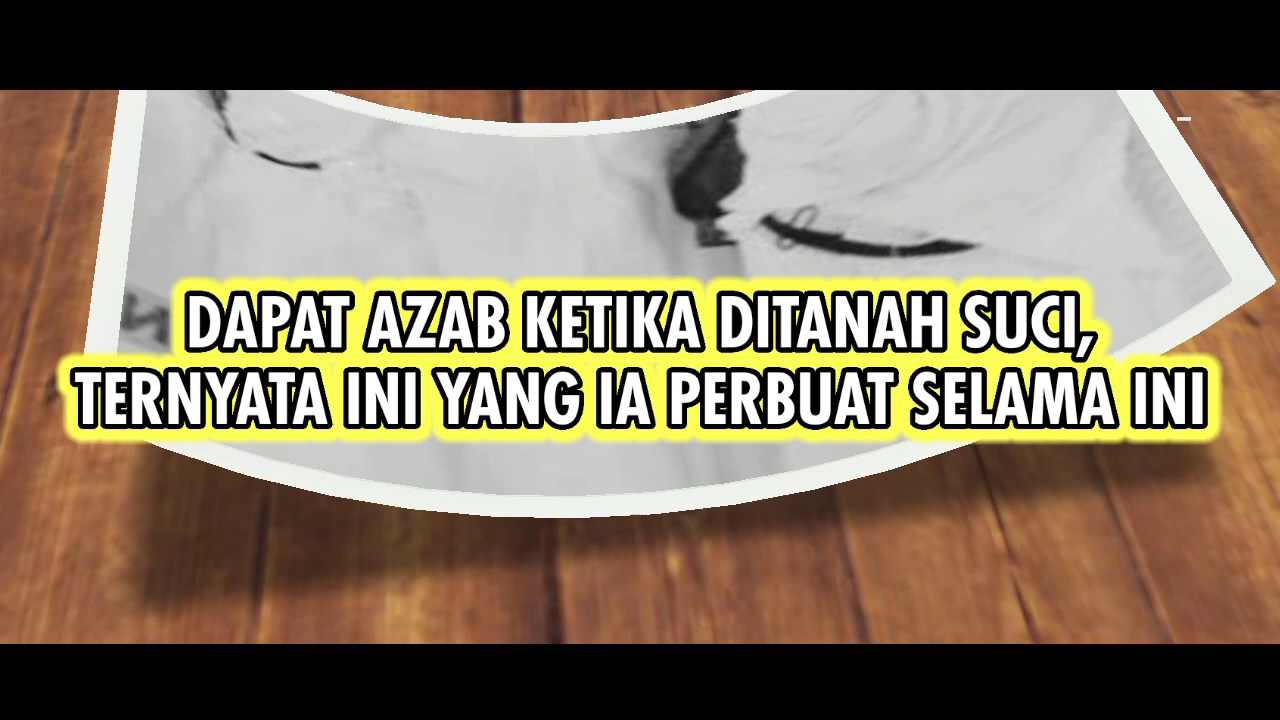 DAPAT AZAB KETIKA DITANAH SUCI,
TERNYATA INI YANG IA PERBUAT SELAMA INI